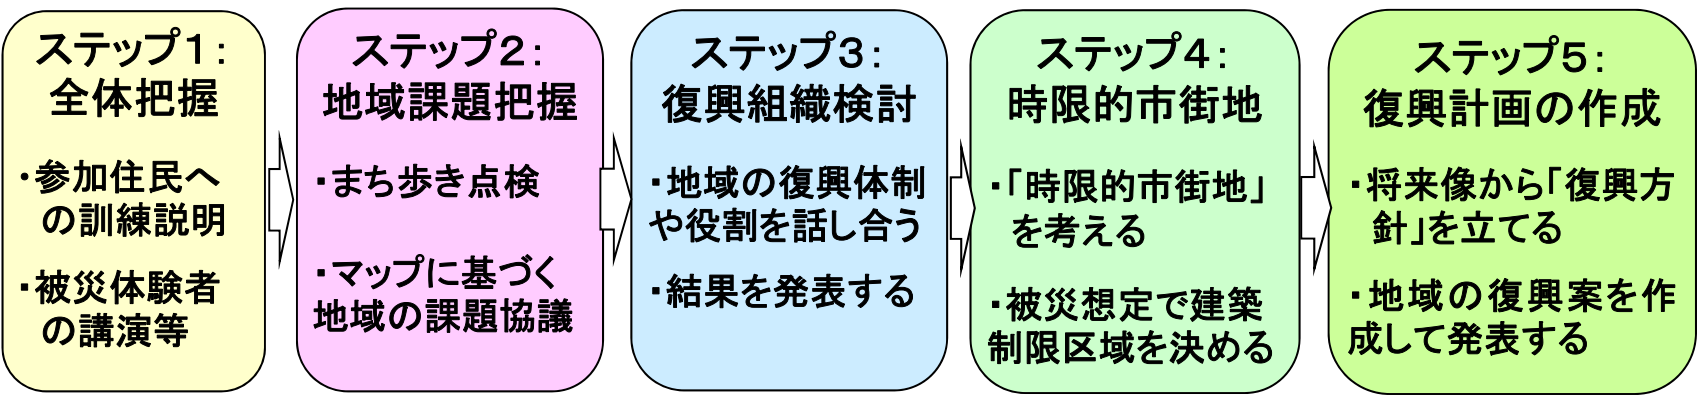 ステップ１：
全体把握
・参加住民へ
の訓練説明
・被災体験者
の講演等
ステップ２：
地域課題把握
・まち歩き点検
・マップに基づく
地域の課題協議
ステップ３：
復興組織検討
・地域の復興体制
や役割を話し合う
・結果を発表する
ステップ４：
時限的市街地
・「時限的市街地」
を考える
・被災想定で建築
制限区域を決める
ステップ５：
復興計画の作成
・将来像から「復興方
針」を立てる
・地域の復興案を作
成して発表する